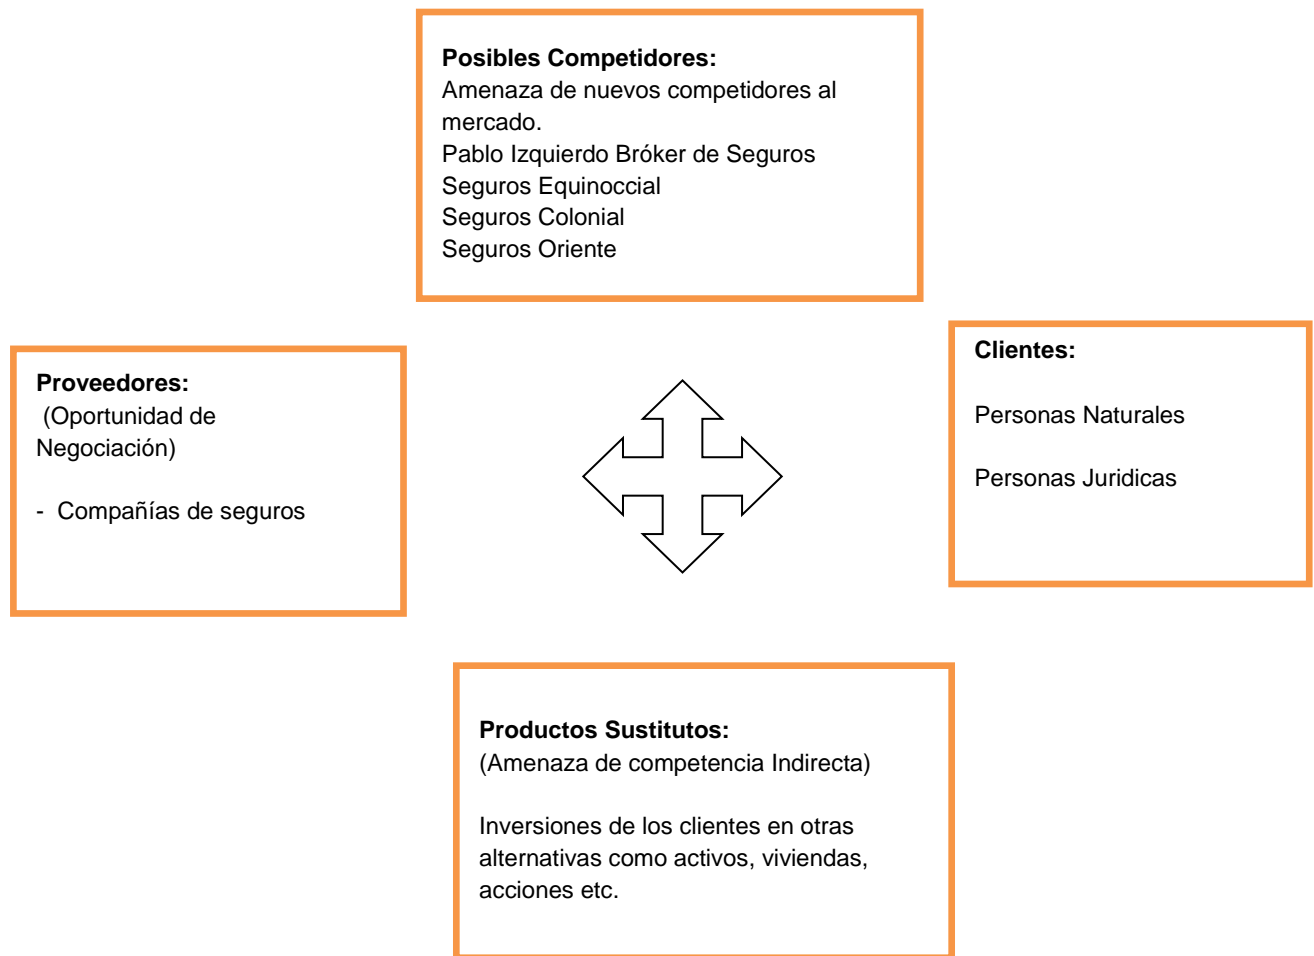 Posibles Competidores:
Amenaza de nuevos competidores al
mercado.
Pablo Izquierdo Bróker de Seguros
Seguros Equinoccial
Seguros Colonial
Seguros Oriente
Proveedores:
(Oportunidad de
Negociación)
- Compañías de seguros
Clientes:
Personas Naturales
Personas Juridicas
Productos Sustitutos:
(Amenaza de competencia Indirecta)
Inversiones de los clientes en otras
alternativas como activos, viviendas,
acciones etc.